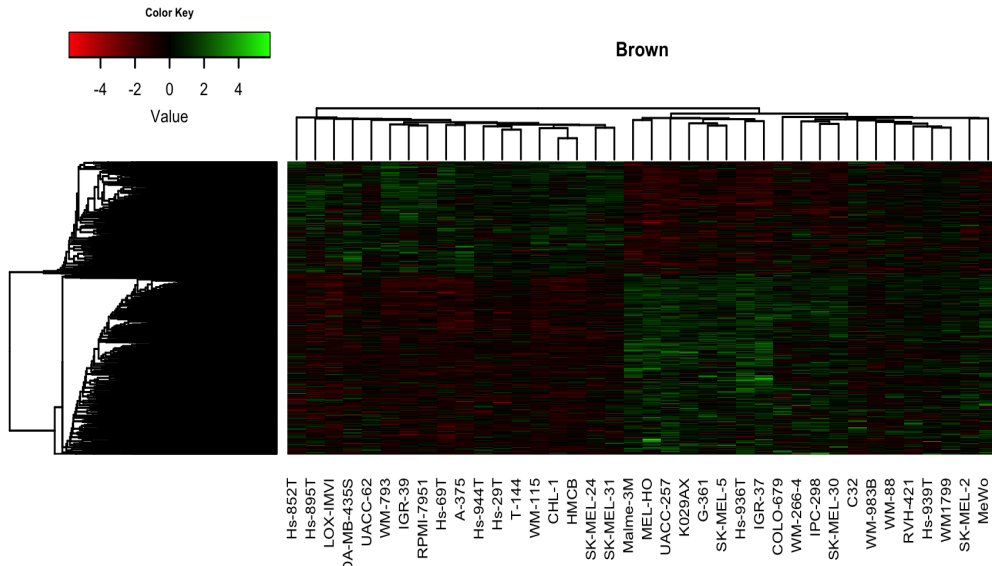 Color Key
-4 -2 0 2 4
Value
Brown
Hs-852T
Hs-895T
LOX-IMVI
DA-MB-435S
UACC-62
WM-793
IGR-39
RPMI-7951
Hs-69T
A-375
Hs-944T
Hs-29T
T-144
WM-115
CHL-1
HMCB
SK-MEL-24
SK-MEL-31
Malme-3M
MEL-HO
UACC-257
K029AX
G-361
SK-MEL-5
Hs-936T
IGR-37
COLO-679
WM-266-4
IPC-298
SK-MEL-30
C32
WM-983B
WM-88
RVH-421
Hs-939T
WM1799
SK-MEL-2
MeWo